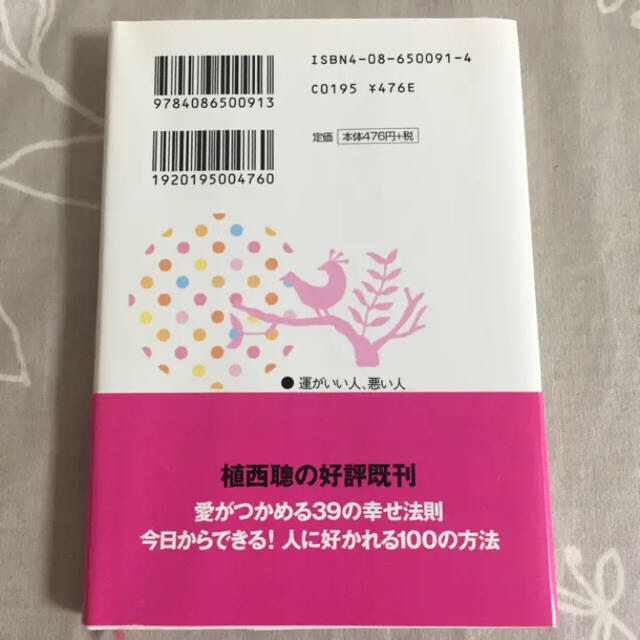 ISBN4-08-650091-4
9784086500913
C0195 ¥476E
定価 本体476円+税
1920195004760
● 運がいい人、悪い人
植西聰の好評既刊
愛がつかめる39の幸せ法則
今日からできる! 人に好かれる100の方法